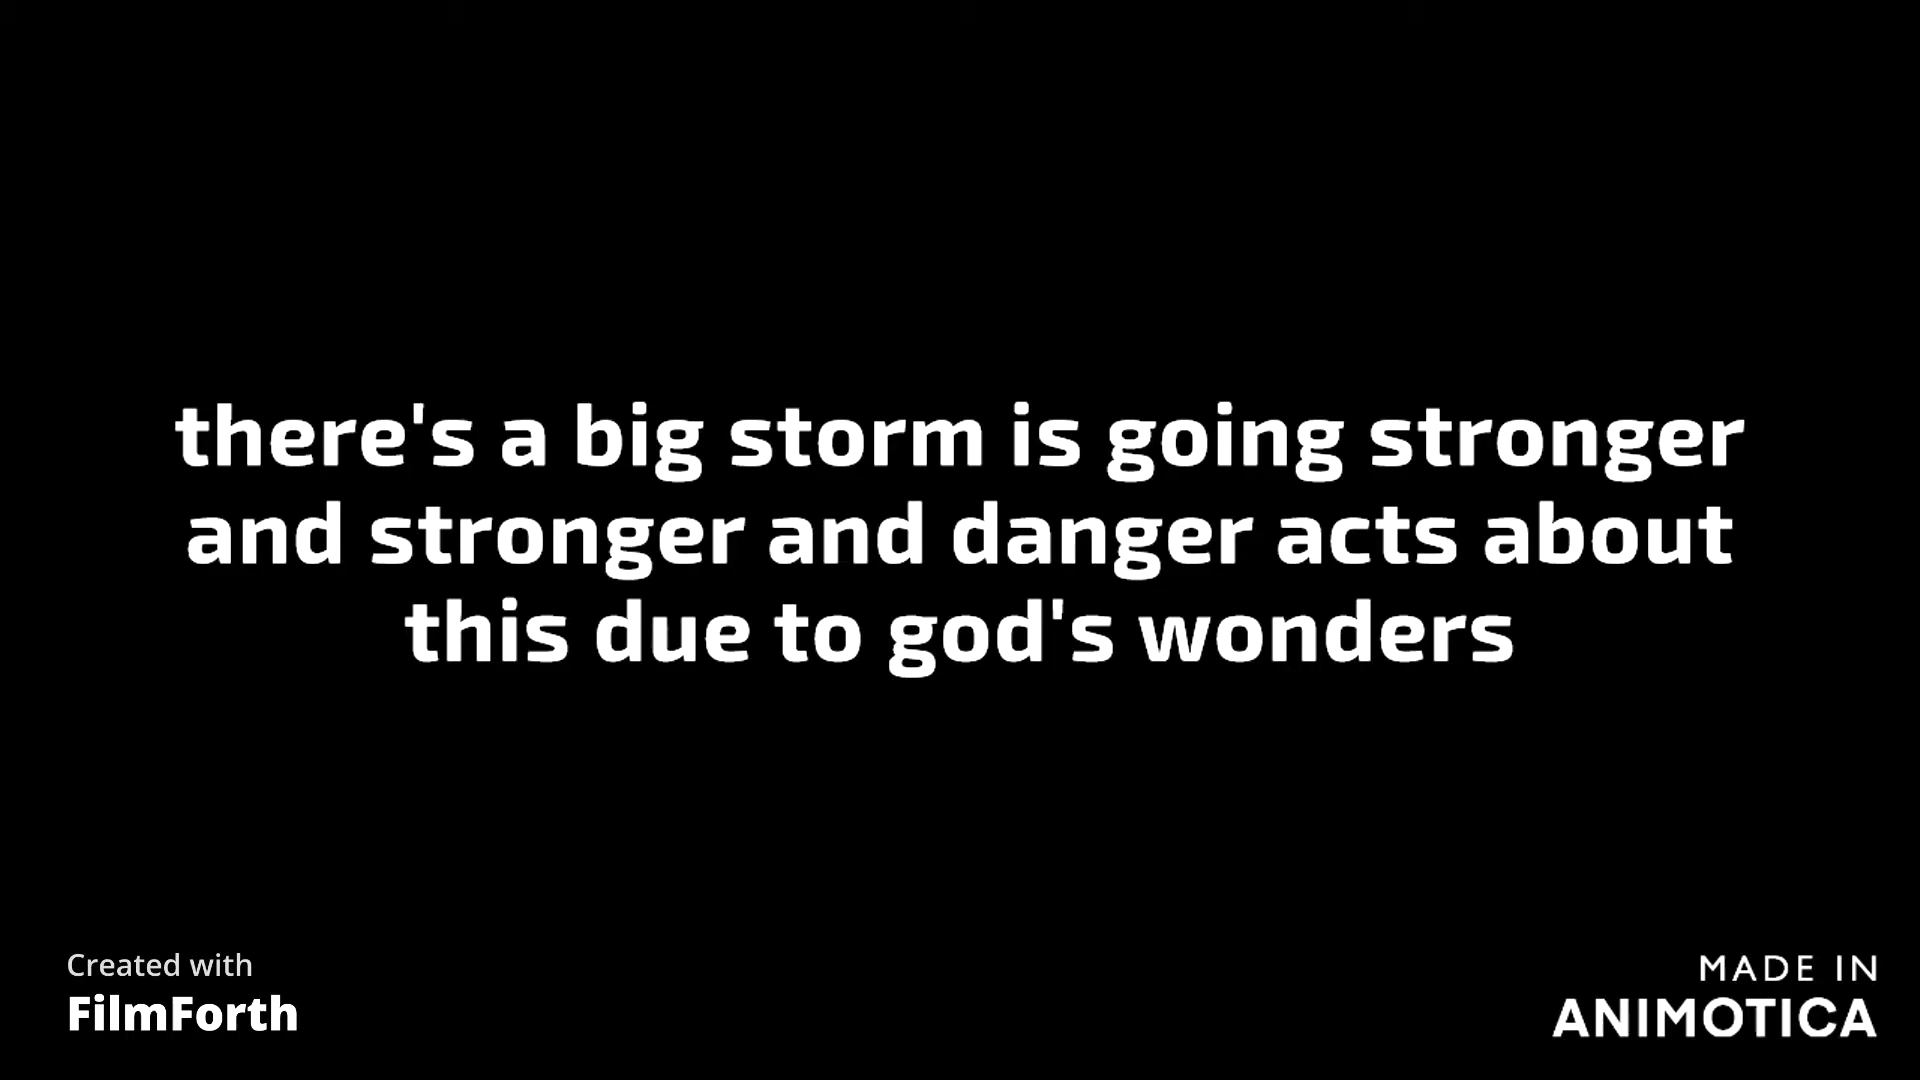 there's a big storm is going stronger
and stronger and danger acts about
this due to god's wonders
Created with
FilmForth
MADE IN
ANIMOTICA